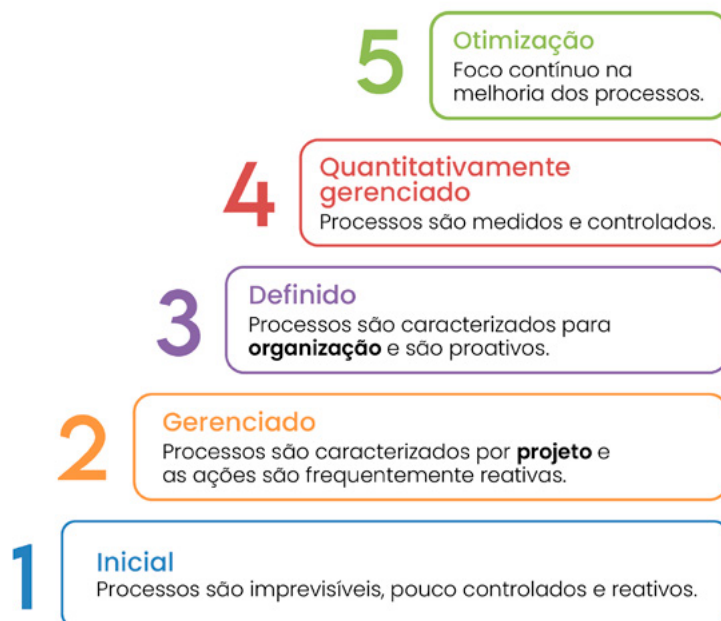 5
Otimização
Foco contínuo na
melhoria dos processos.
4
Quantitativamente
gerenciado
Processos são medidos e controlados.
3
Definido
Processos são caracterizados para
organização e são proativos.
2
Gerenciado
Processos são caracterizados por projeto e
as ações são frequentemente reativas.
1
Inicial
Processos são imprevisíveis, pouco controlados e reativos.